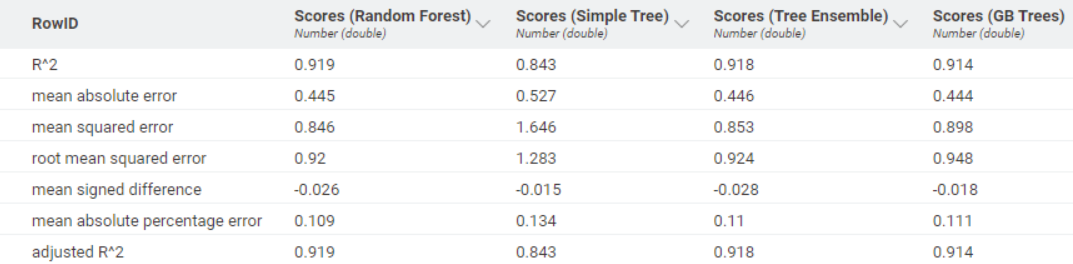 RowID Scores (Random Forest) Scores (Simple Tree) Scores (Tree Ensemble) Scores (GB Trees)
Number (double) Number (double) Number (double) Number (double)
R^2 0.919 0.843 0.918 0.914
mean absolute error 0.445 0.527 0.446 0.444
mean squared error 0.846 1.646 0.853 0.898
root mean squared error 0.92 1.283 0.924 0.948
mean signed difference -0.026 -0.015 -0.028 -0.018
mean absolute percentage error 0.109 0.134 0.11 0.111
adjusted R^2 0.919 0.843 0.918 0.914